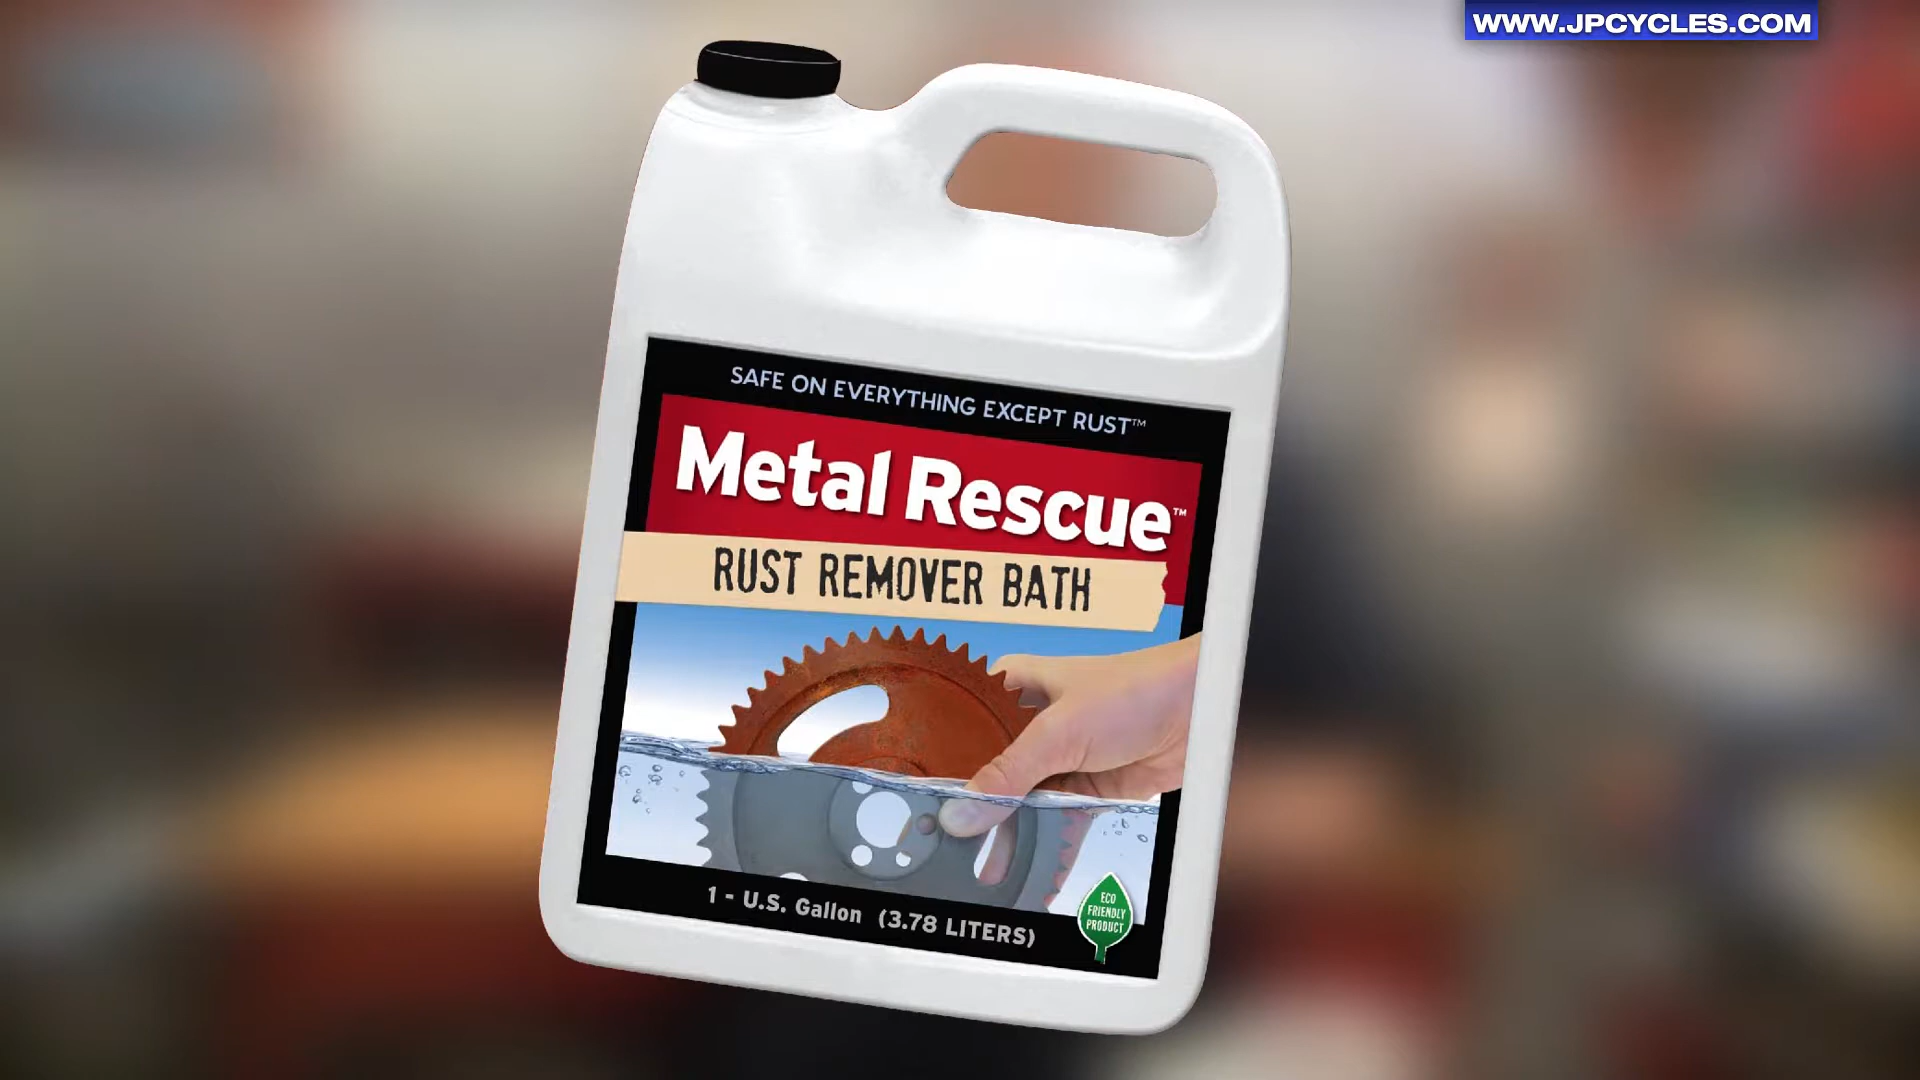 WWW.JPCYCLES.COM
SAFE ON EVERYTHING EXCEPT RUST™
Metal Rescue™
RUST REMOVER BATH
1 - U.S. Gallon (3.78 LITERS)
ECO
FRIENDLY
PRODUCT